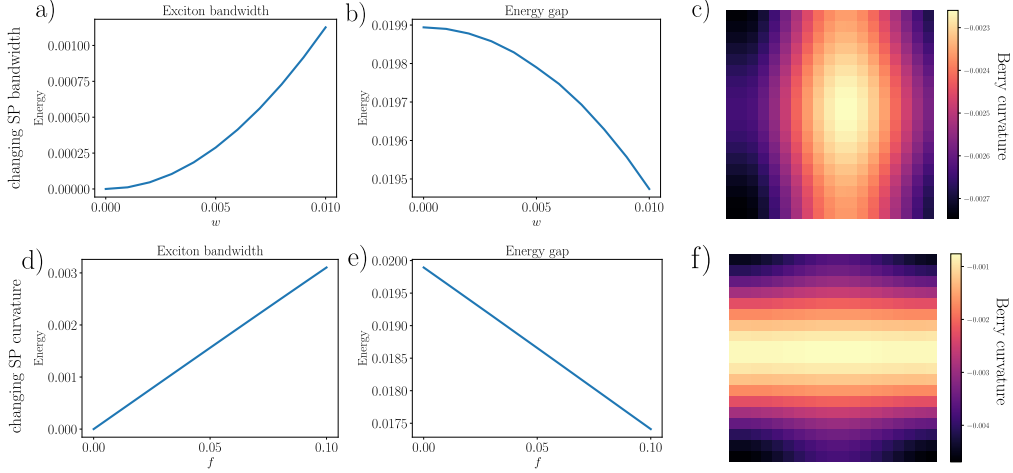 a)
Exciton bandwidth
changing SP bandwidth
Energy
0.00100
0.00075
0.00050
0.00025
0.00000
0.000
0.005
0.010
w
b)
Energy gap
Energy
0.0199
0.0198
0.0197
0.0196
0.0195
0.000
0.005
0.010
w
c)
−0.0023
−0.0024
−0.0025
−0.0026
−0.0027
Berry curvature
d)
Exciton bandwidth
changing SP curvature
Energy
0.003
0.002
0.001
0.000
0.00
0.05
0.10
f
e)
Energy gap
Energy
0.0200
0.0195
0.0190
0.0185
0.0180
0.0175
0.00
0.05
0.10
f
f)
−0.001
−0.002
−0.003
−0.004
Berry curvature